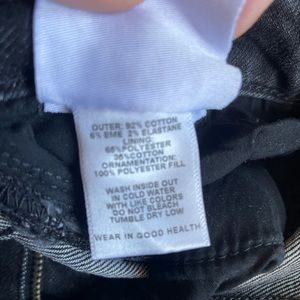 OUTER: 92% COTTON
6% EME 2% ELASTANE
LINING:
65%POLYESTER
35%COTTON
ORNAMENTATION:
100% POLYESTER FILL
WASH INSIDE OUT
IN COLD WATER
WITH LIKE COLORS
DO NOT BLEACH
TUMBLE DRY LOW
WEAR IN GOOD HEALTH